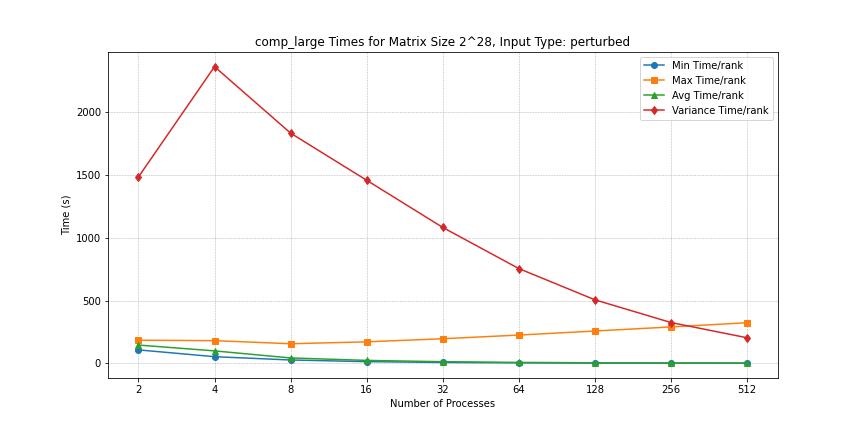 comp_large Times for Matrix Size 2^28, Input Type: perturbed
Min Time/rank
Max Time/rank
Avg Time/rank
Variance Time/rank
Time (s)
2000
1500
1000
500
0
2 4 8 16 32 64 128 256 512
Number of Processes